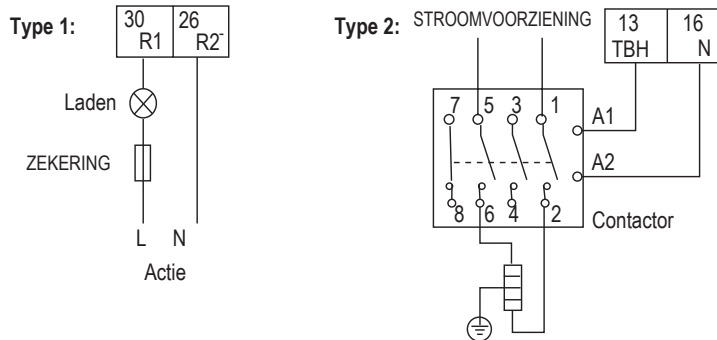 Type 1:
30 26
R1 R2-
Laden
ZEKERING
L N
Actie
Type 2:
STROOMVOORZIENING
13 16
TBH N
7 5 3 1
A1
A2
8 6 4 2
Contactor